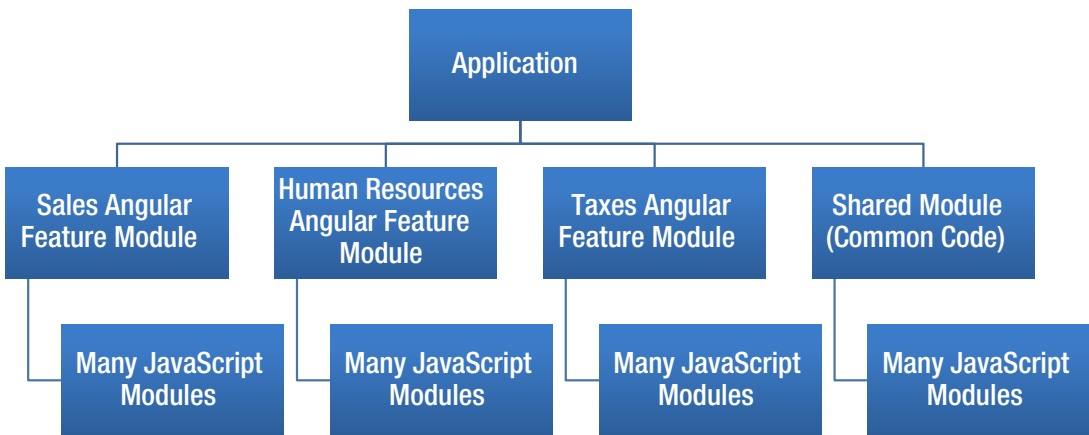 Application
Sales Angular
Feature Module
Human Resources
Angular Feature
Module
Taxes Angular
Feature Module
Shared Module
(Common Code)
Many JavaScript
Modules
Many JavaScript
Modules
Many JavaScript
Modules
Many JavaScript
Modules